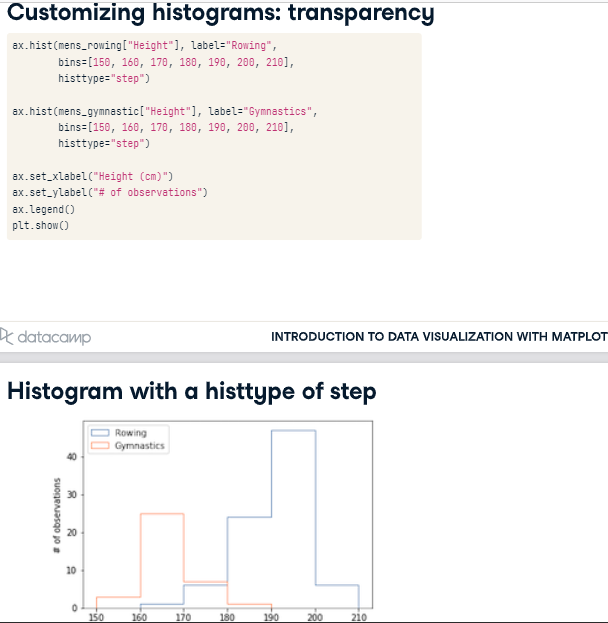 Customizing histograms: transparency
ax.hist(mens_rowing["Height"], label="Rowing",
        bins=[150, 160, 170, 180, 190, 200, 210],
        histtype="step")
ax.hist(mens_gymnastic["Height"], label="Gymnastics",
        bins=[150, 160, 170, 180, 190, 200, 210],
        histtype="step")
ax.set_xlabel("Height (cm)")
ax.set_ylabel("# of observations")
ax.legend()
plt.show()
datacamp
INTRODUCTION TO DATA VISUALIZATION WITH MATPLOT
Histogram with a histtype of step
Rowing
Gymnastics
# of observations
40
30
20
10
0
150 160 170 180 190 200 210